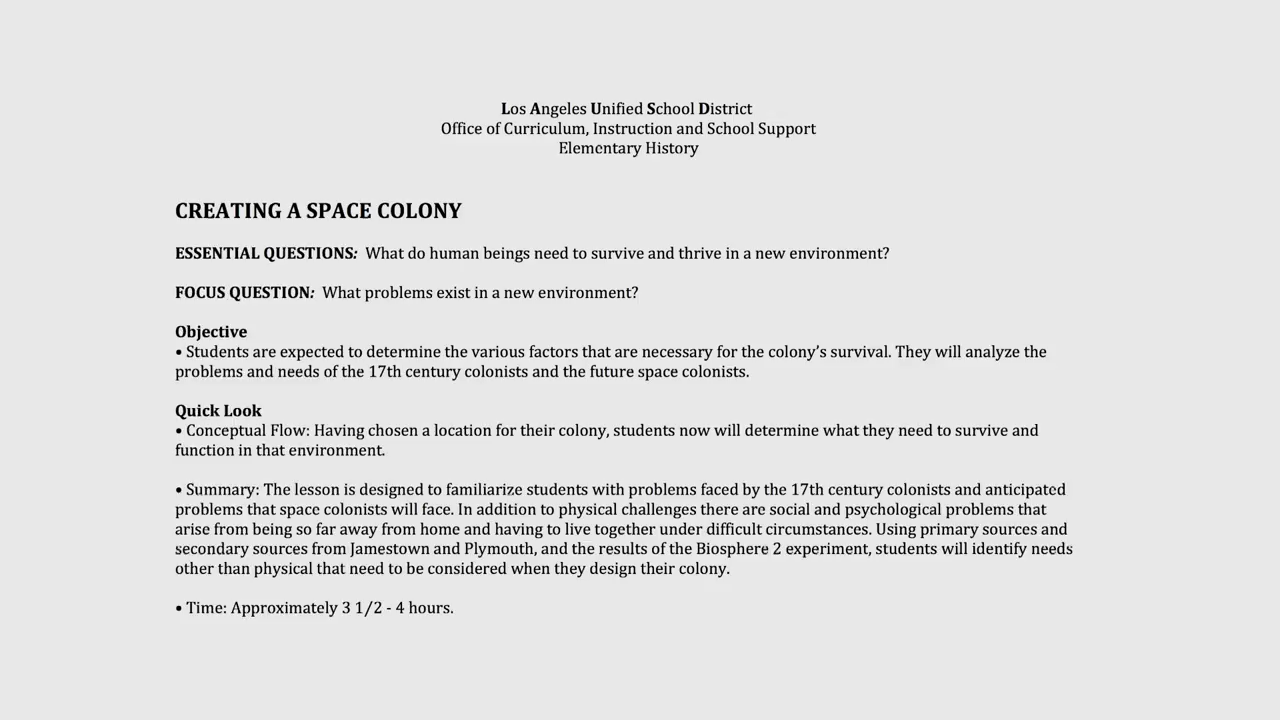 Los Angeles Unified School District
Office of Curriculum, Instruction and School Support
Elementary History
CREATING A SPACE COLONY
ESSENTIAL QUESTIONS: What do human beings need to survive and thrive in a new environment?
FOCUS QUESTION: What problems exist in a new environment?
Objective
• Students are expected to determine the various factors that are necessary for the colony’s survival. They will analyze the
problems and needs of the 17th century colonists and the future space colonists.
Quick Look
• Conceptual Flow: Having chosen a location for their colony, students now will determine what they need to survive and
function in that environment.
• Summary: The lesson is designed to familiarize students with problems faced by the 17th century colonists and anticipated
problems that space colonists will face. In addition to physical challenges there are social and psychological problems that
arise from being so far away from home and having to live together under difficult circumstances. Using primary sources and
secondary sources from Jamestown and Plymouth, and the results of the Biosphere 2 experiment, students will identify needs
other than physical that need to be considered when they design their colony.
• Time: Approximately 3 1/2 - 4 hours.